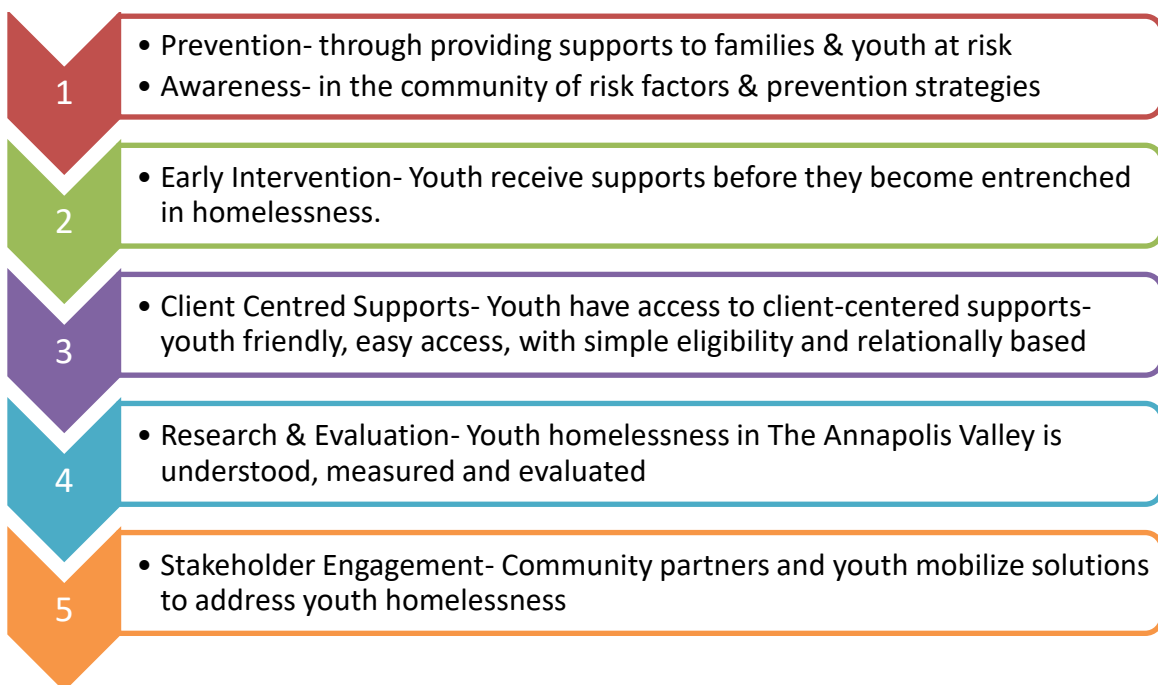 1
• Prevention- through providing supports to families & youth at risk
• Awareness- in the community of risk factors & prevention strategies
2
• Early Intervention- Youth receive supports before they become entrenched
in homelessness.
3
• Client Centred Supports- Youth have access to client-centered supports-
youth friendly, easy access, with simple eligibility and relationally based
4
• Research & Evaluation- Youth homelessness in The Annapolis Valley is
understood, measured and evaluated
5
• Stakeholder Engagement- Community partners and youth mobilize solutions
to address youth homelessness